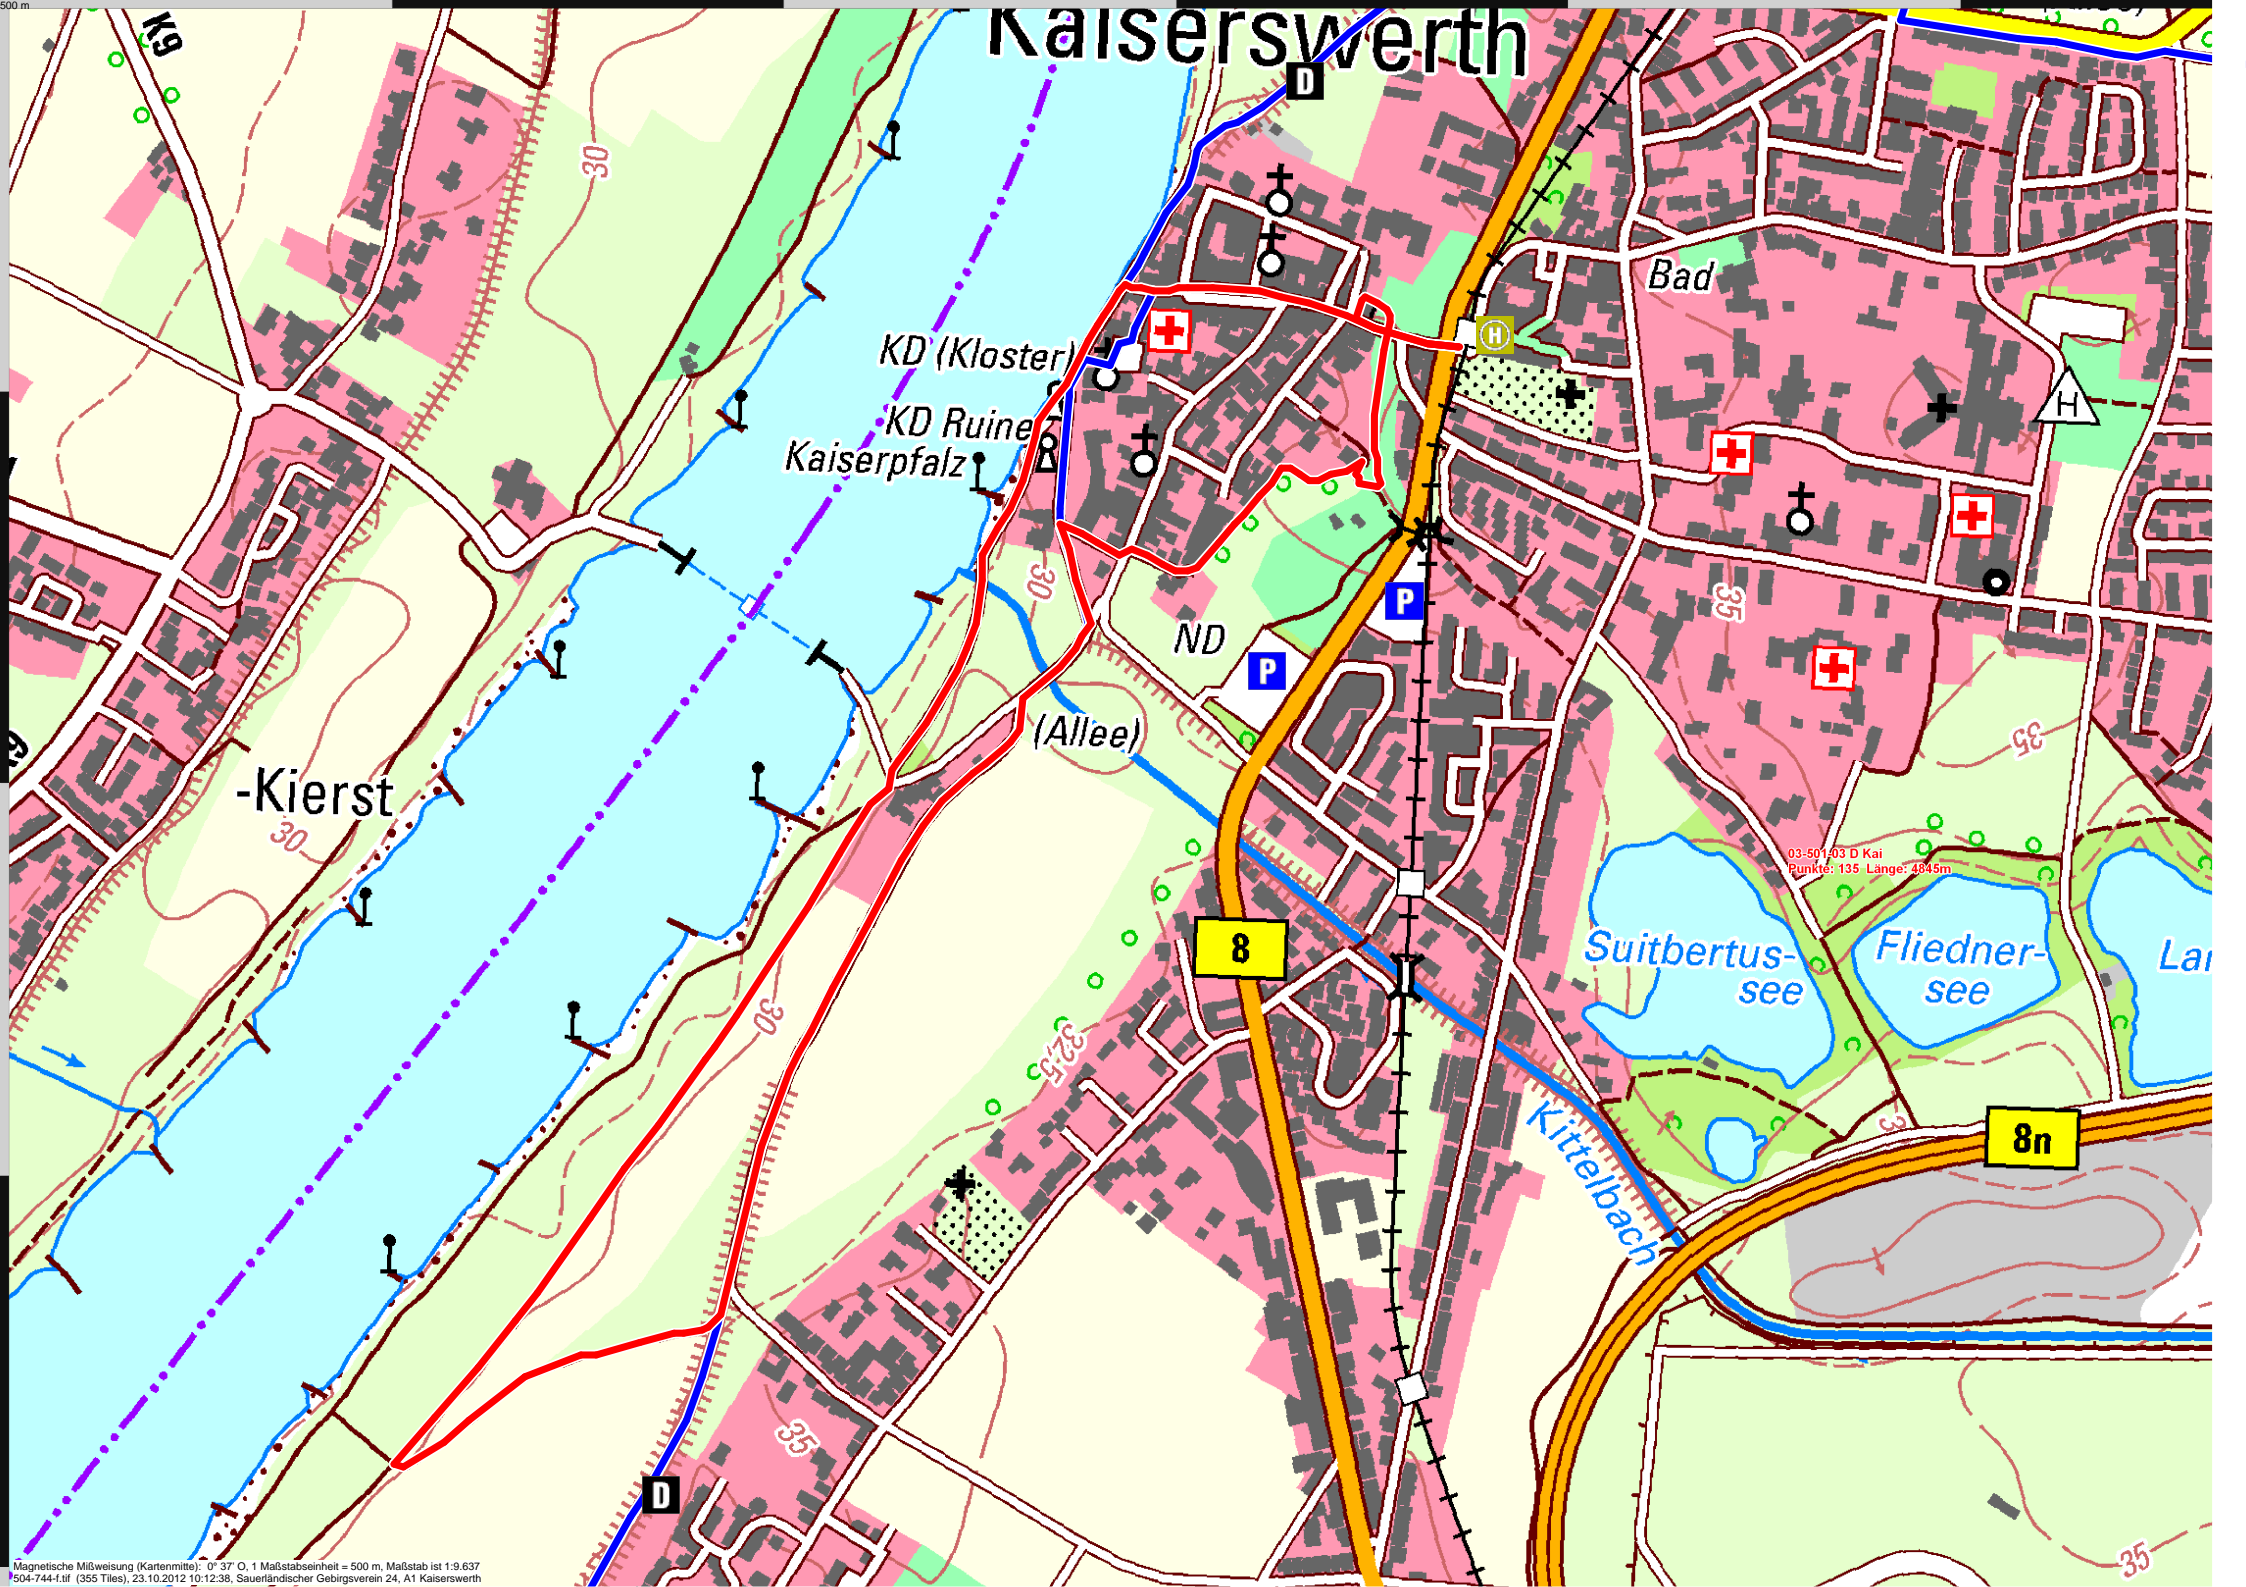 500 m
Kaiserswerth
K9
D
30
Bad
H
KD (Kloster)
KD Ruine
Kaiserpfalz
H
30
35
P
ND
P
(Allee)
35
-Kierst
30
03-501-03 D Kai
Punkte: 135 Länge: 4845m
8
Suitbertus-
see
Fliedner-
see
Lan
30
32,5
Kittelbach
8n
35
D
35
Magnetische Mißweisung (Kartenmitte): 0° 37' O, 1 Maßstabseinheit = 500 m, Maßstab ist 1:9.637
504-744-f.tif (355 Tiles), 23.10.2012 10:12:38, Sauerländischer Gebirgsverein 24, A1 Kaiserswerth